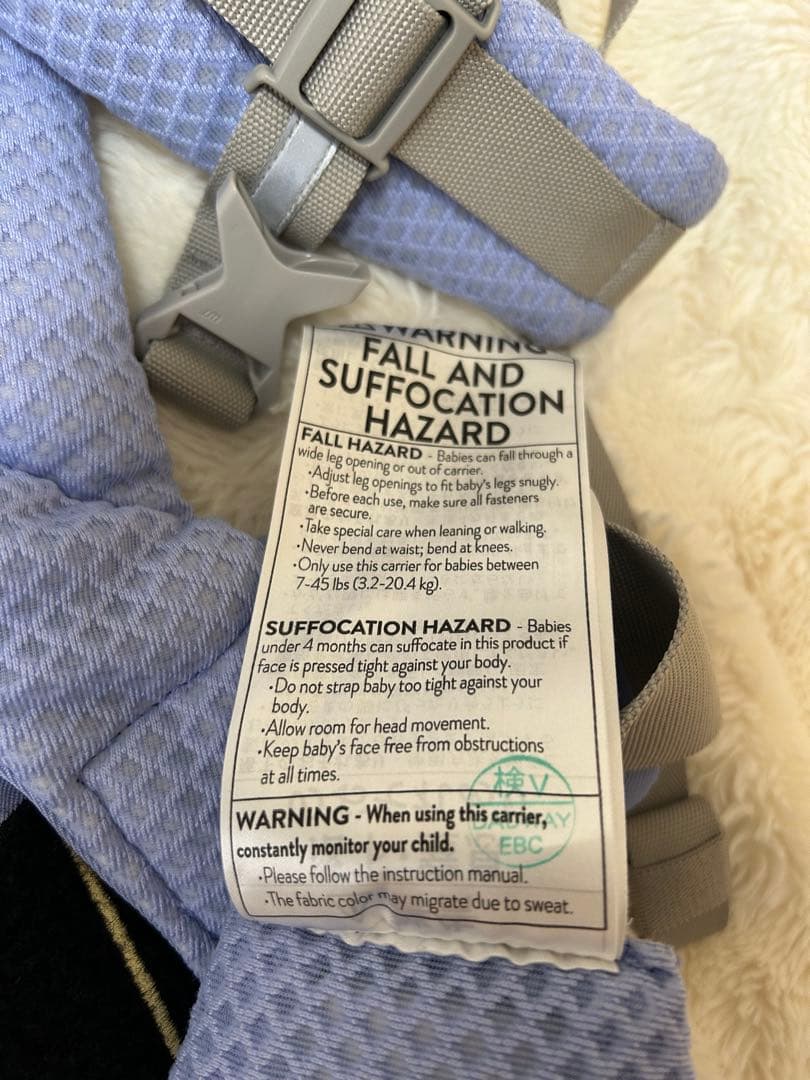 WARNING
FALL AND
SUFFOCATION
HAZARD
FALL HAZARD - Babies can fall through a
wide leg opening or out of carrier.
·Adjust leg openings to fit baby's legs snugly.
·Before each use, make sure all fasteners
are secure.
·Take special care when leaning or walking.
·Never bend at waist; bend at knees.
·Only use this carrier for babies between
7-45 lbs (3.2-20.4 kg).
SUFFOCATION HAZARD - Babies
under 4 months can suffocate in this product if
face is pressed tight against your body.
·Do not strap baby too tight against your
body.
·Allow room for head movement.
·Keep baby's face free from obstructions
at all times.
検V
WARNING - When using this carrier,
DADWAY
constantly monitor your child.
EBC
·Please follow the instruction manual.
·The fabric color may migrate due to sweat.